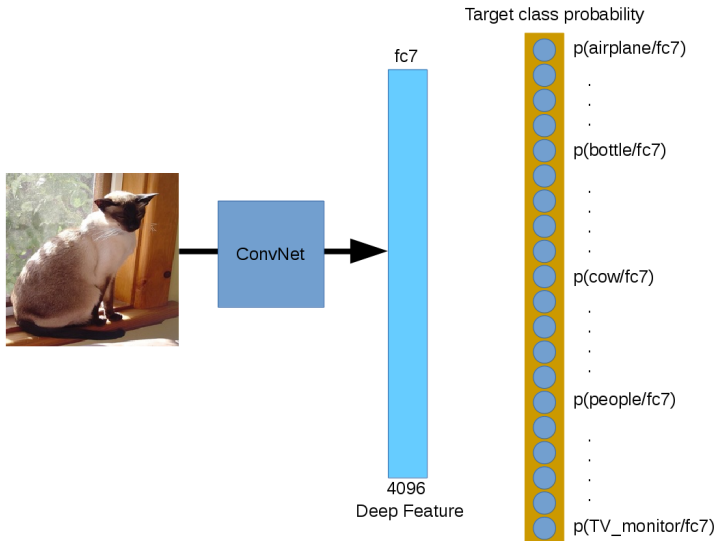 Target class probability
fc7
p(airplane/fc7)
.
.
.
p(bottle/fc7)
.
.
.
.
ConvNet
p(cow/fc7)
.
.
.
.
p(people/fc7)
.
.
.
.
4096
Deep Feature
p(TV_monitor/fc7)